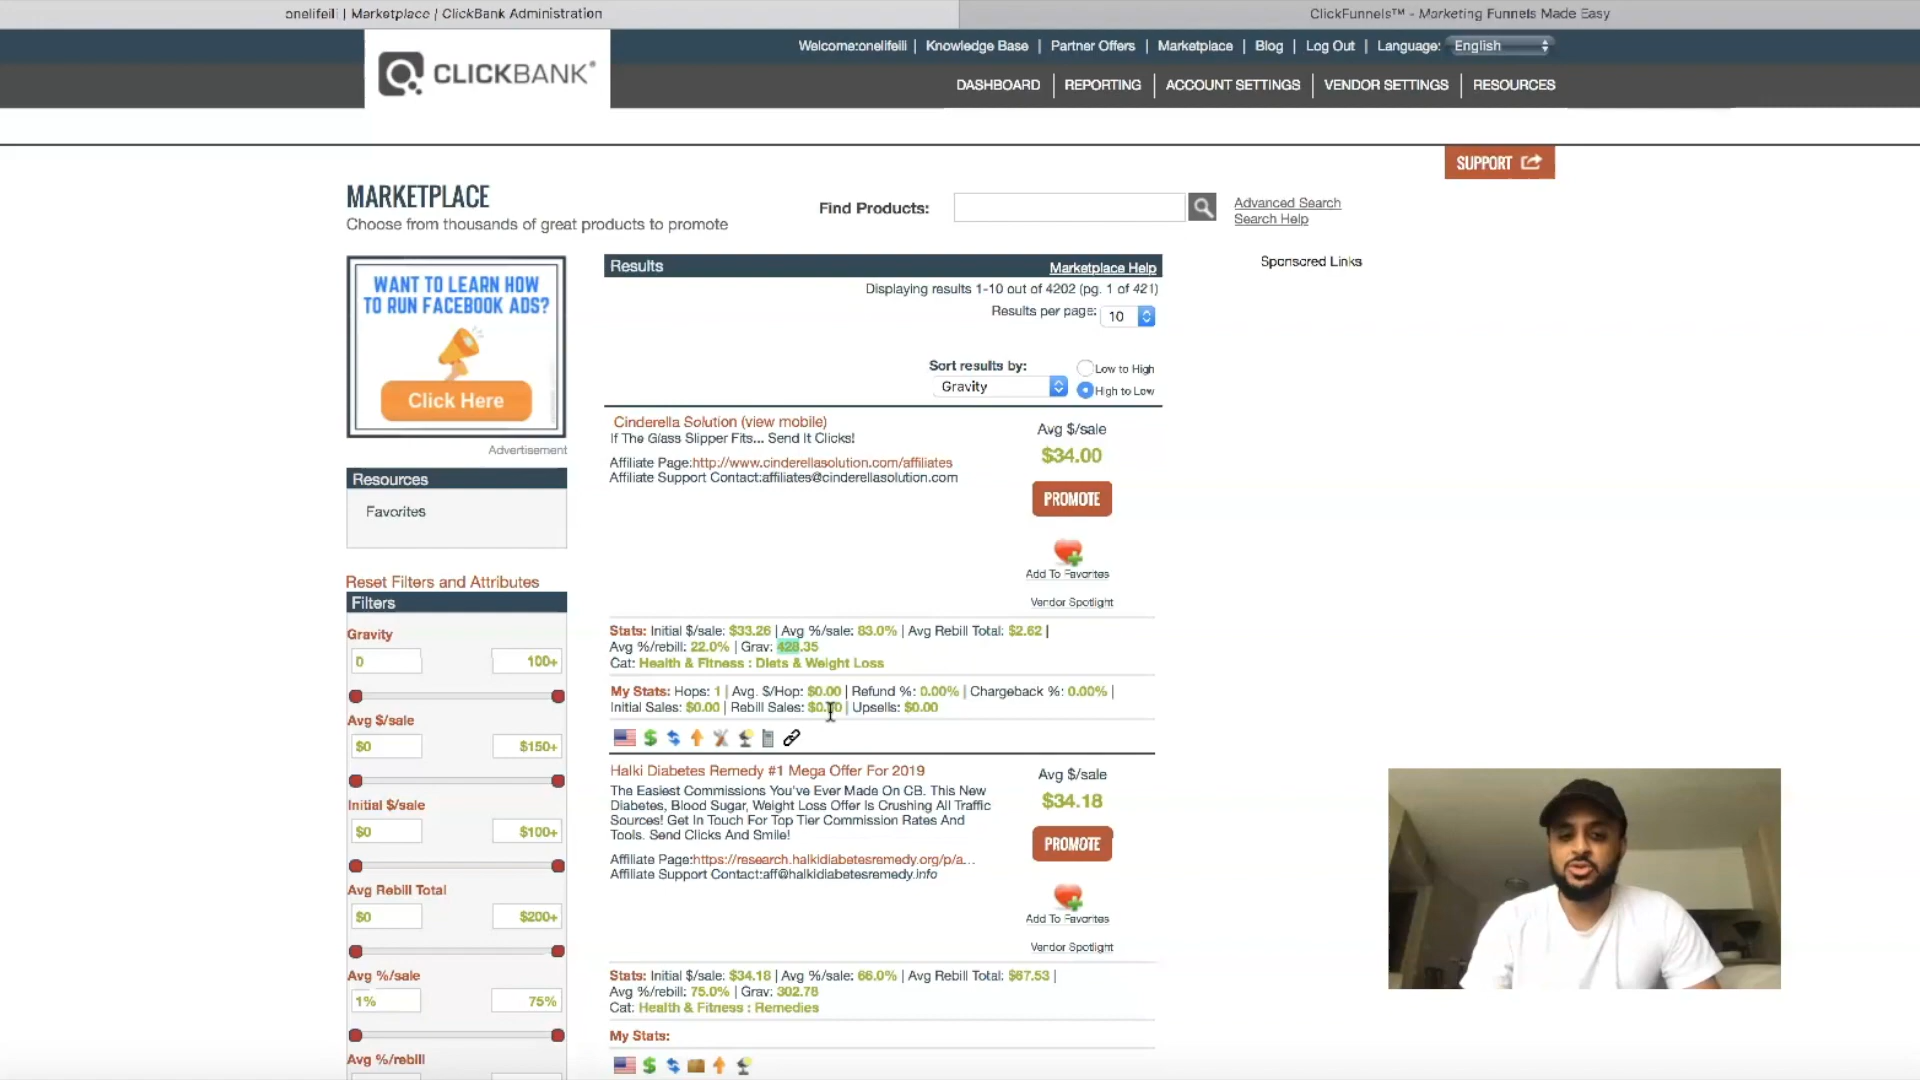 onelifeili | Marketplace | ClickBank Administration
ClickFunnels™ - Marketing Funnels Made Easy
Welcome:onelifeili | Knowledge Base | Partner Offers | Marketplace | Blog | Log Out | Language: English
CLICKBANK®
DASHBOARD | REPORTING | ACCOUNT SETTINGS | VENDOR SETTINGS | RESOURCES
SUPPORT
MARKETPLACE
Choose from thousands of great products to promote
Find Products:
Advanced Search
Search Help
WANT TO LEARN HOW
TO RUN FACEBOOK ADS?
Click Here
Advertisement
Resources
Favorites
Reset Filters and Attributes
Filters
Gravity
0 100+
Avg $/sale
$0 $150+
Initial $/sale
$0 $100+
Avg Rebill Total
$0 $200+
Avg %/sale
1% 75%
Avg %/rebill
Results
Marketplace Help
Displaying results 1-10 out of 4202 (pg. 1 of 421)
Results per page: 10
Sort results by:
Gravity
Low to High
High to Low
Cinderella Solution (view mobile)
If The Glass Slipper Fits... Send It Clicks!
Affiliate Page:http://www.cinderellasolution.com/affiliates
Affiliate Support Contact:affiliates@cinderellasolution.com
Avg $/sale
$34.00
PROMOTE
Add To Favorites
Vendor Spotlight
Stats: Initial $/sale: $33.26 | Avg %/sale: 83.0% | Avg Rebill Total: $2.62 |
Avg %/rebill: 22.0% | Grav: 428.35
Cat: Health & Fitness : Diets & Weight Loss
My Stats: Hops: 1 | Avg. $/Hop: $0.00 | Refund %: 0.00% | Chargeback %: 0.00% |
Initial Sales: $0.00 | Rebill Sales: $0.00 | Upsells: $0.00
Halki Diabetes Remedy #1 Mega Offer For 2019
The Easiest Commissions You've Ever Made On CB. This New
Diabetes, Blood Sugar, Weight Loss Offer Is Crushing All Traffic
Sources! Get In Touch For Top Tier Commission Rates And
Tools. Send Clicks And Smile!
Affiliate Page:https://research.halkidiabetesremedy.org/p/a...
Affiliate Support Contact:aff@halkidiabetesremedy.info
Avg $/sale
$34.18
PROMOTE
Add To Favorites
Vendor Spotlight
Stats: Initial $/sale: $34.18 | Avg %/sale: 66.0% | Avg Rebill Total: $67.53 |
Avg %/rebill: 75.0% | Grav: 302.78
Cat: Health & Fitness : Remedies
My Stats:
Sponsored Links